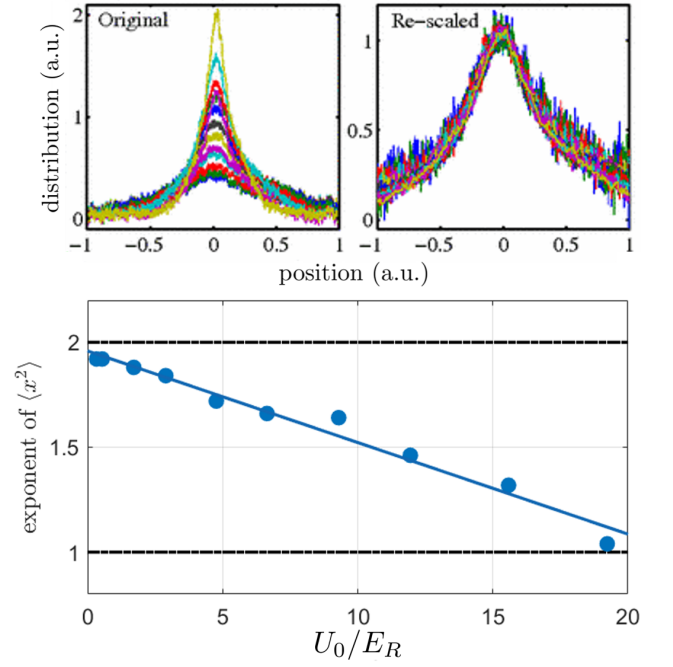 Original
Re-scaled
distribution (a.u.)
2
1
0
1
0.5
0
-1 -0.5 0 0.5 1
-1 -0.5 0 0.5 1
position (a.u.)
exponent of ⟨x²⟩
2
1.5
1
0 5 10 15 20
U₀/E_R